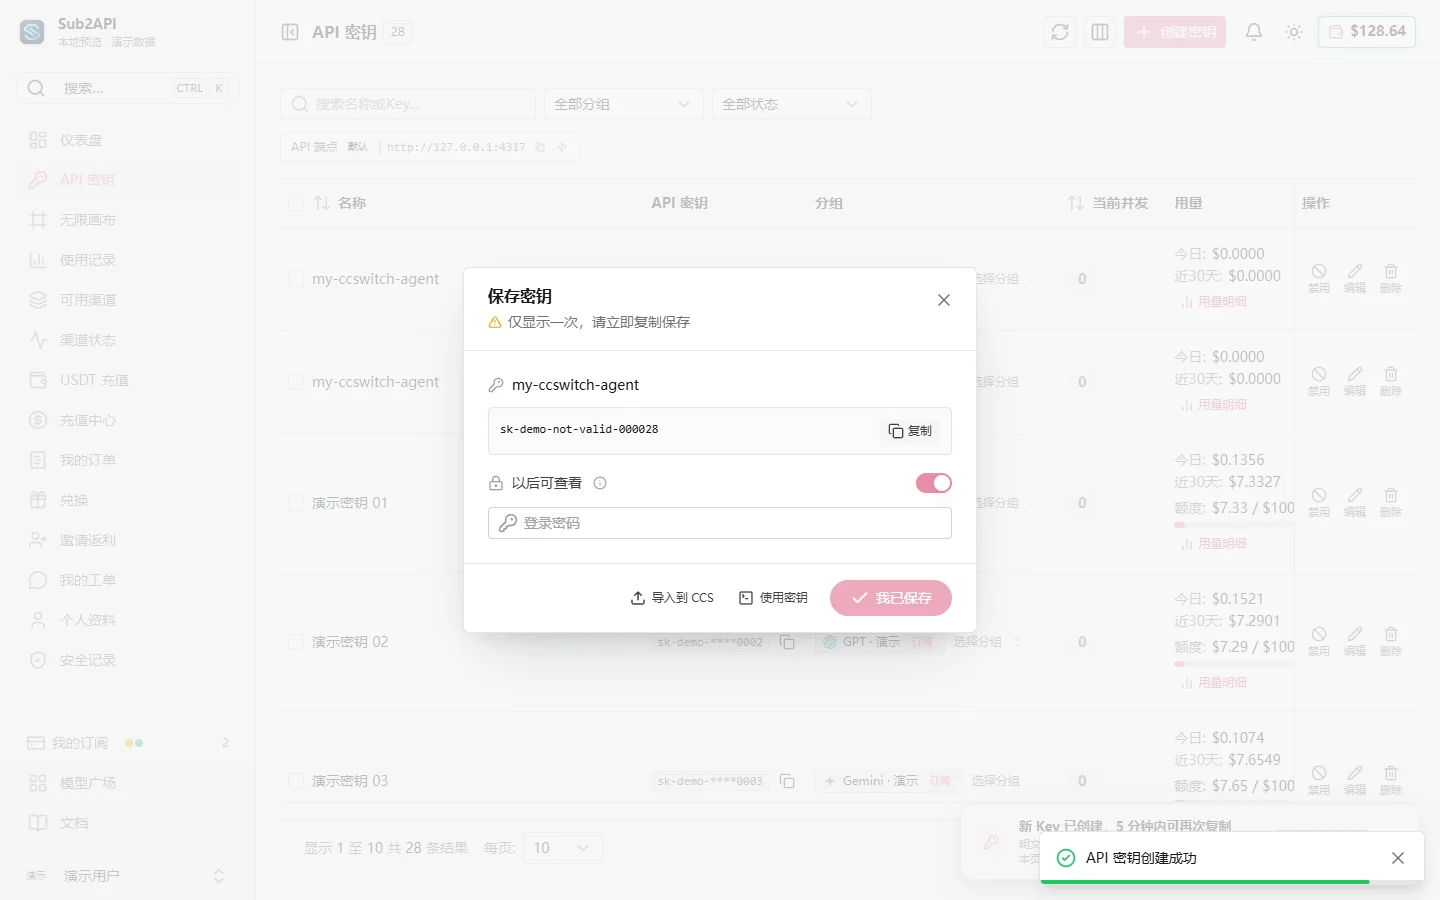 Sub2API
本地预览 · 演示数据
搜索... CTRL K
仪表盘
API 密钥
无限画布
使用记录
可用渠道
渠道状态
USDT 充值
充值中心
我的订单
兑换
邀请返利
我的工单
个人资料
安全记录
我的订阅 2
模型广场
文档
演示 演示用户
API 密钥 28
创建密钥
$128.64
搜索名称或Key...
全部分组
全部状态
API 端点 默认 | http://127.0.0.1:4317
名称 API 密钥 分组 当前并发 用量 操作
my-ccswitch-agent 选择分组 0
今日: $0.0000
近30天: $0.0000
用量明细
禁用 编辑 删除
my-ccswitch-agent 选择分组 0
今日: $0.0000
近30天: $0.0000
用量明细
禁用 编辑 删除
演示密钥 01 选择分组 0
今日: $0.1356
近30天: $7.3327
额度: $7.33 / $100
用量明细
禁用 编辑 删除
演示密钥 02 sk-demo-****0002 GPT · 演示 订阅 选择分组 0
今日: $0.1521
近30天: $7.2901
额度: $7.29 / $100
用量明细
禁用 编辑 删除
演示密钥 03 sk-demo-****0003 Gemini · 演示 订阅 选择分组 0
今日: $0.1074
近30天: $7.6549
额度: $7.65 / $100
禁用 编辑 删除
显示 1 至 10 共 28 条结果 每页: 10
保存密钥
仅显示一次，请立即复制保存
my-ccswitch-agent
sk-demo-not-valid-000028
复制
以后可查看
登录密码
导入到 CCS
使用密钥
我已保存
新 Key 已创建，5 分钟内可再次复制
明文
本页
API 密钥创建成功